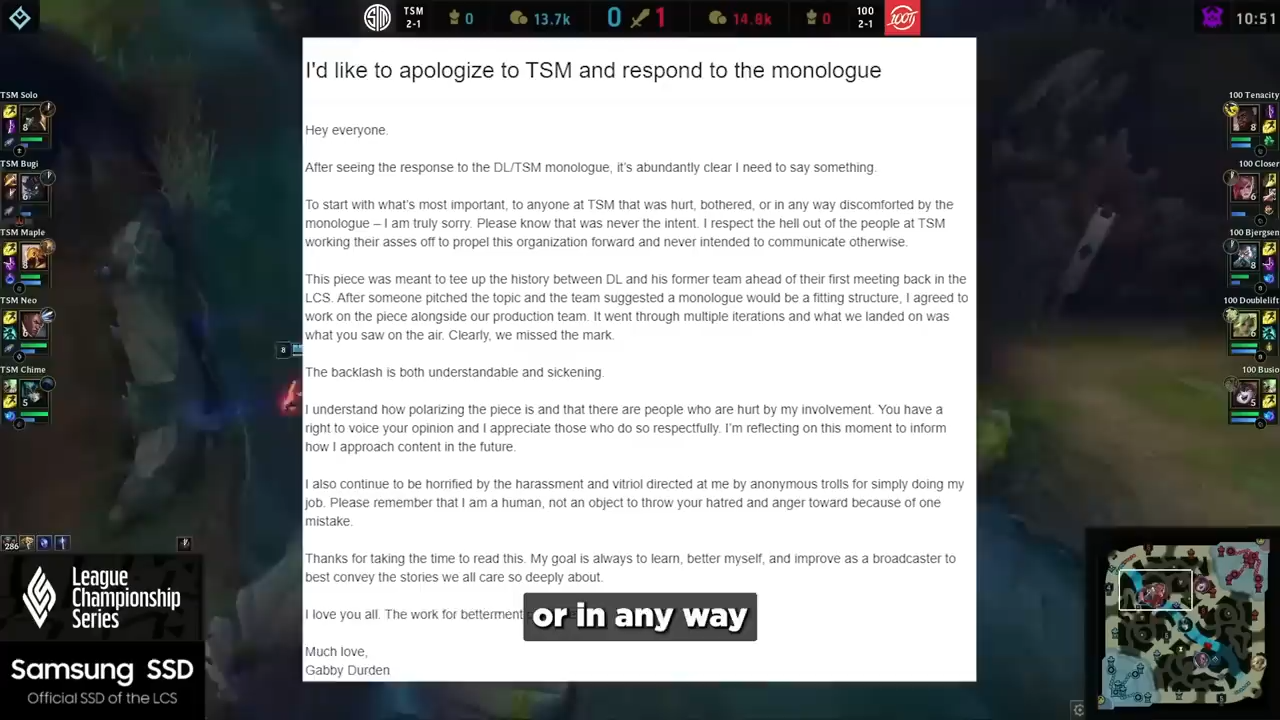 TSM
2-1
0
13.7k
0
1
14.8k
0
100
2-1
100T
10:51
I'd like to apologize to TSM and respond to the monologue
Hey everyone.
After seeing the response to the DL/TSM monologue, it's abundantly clear I need to say something.
To start with what's most important, to anyone at TSM that was hurt, bothered, or in any way discomforted by the
monologue – I am truly sorry. Please know that was never the intent. I respect the hell out of the people at TSM
working their asses off to propel this organization forward and never intended to communicate otherwise.
This piece was meant to tee up the history between DL and his former team ahead of their first meeting back in the
LCS. After someone pitched the topic and the team suggested a monologue would be a fitting structure, I agreed to
work on the piece alongside our production team. It went through multiple iterations and what we landed on was
what you saw on the air. Clearly, we missed the mark.
The backlash is both understandable and sickening.
I understand how polarizing the piece is and that there are people who are hurt by my involvement. You have a
right to voice your opinion and I appreciate those who do so respectfully. I'm reflecting on this moment to inform
how I approach content in the future.
I also continue to be horrified by the harassment and vitriol directed at me by anonymous trolls for simply doing my
job. Please remember that I am a human, not an object to throw your hatred and anger toward because of one
mistake.
Thanks for taking the time to read this. My goal is always to learn, better myself, and improve as a broadcaster to
best convey the stories we all care so deeply about.
I love you all. The work for betterment
or in any way
Much love,
Gabby Durden
TSM Solo
8
TSM Bugi
6
TSM Maple
8
TSM Neo
6
TSM Chime
5
100 Tenacity
8
100 Closer
6
100 Bjergsen
8
100 Doublelift
6
100 Busio
5
8
286
League
Championship
Series
Samsung SSD
Official SSD of the LCS